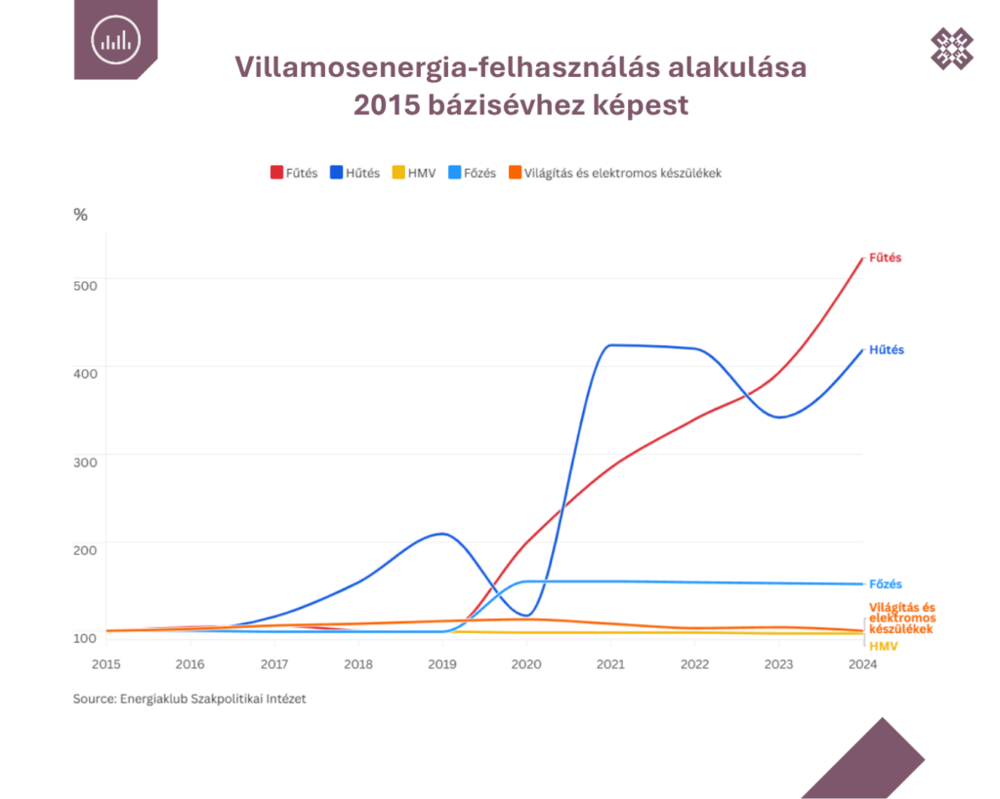 Villamosenergia-felhasználás alakulása
2015 bázisévhez képest
Fűtés Hűtés HMV Főzés Világítás és elektromos készülékek
%
500
400
300
200
100
Fűtés
Hűtés
Főzés
Világítás és
elektromos
készülékek
HMV
2015 2016 2017 2018 2019 2020 2021 2022 2023 2024
Source: Energiaklub Szakpolitikai Intézet